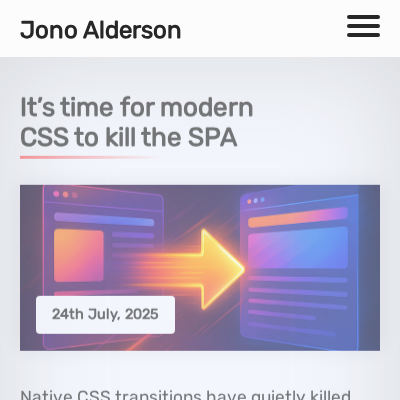 Jono Alderson
It’s time for modern
CSS to kill the SPA
24th July, 2025
Native CSS transitions have quietly killed